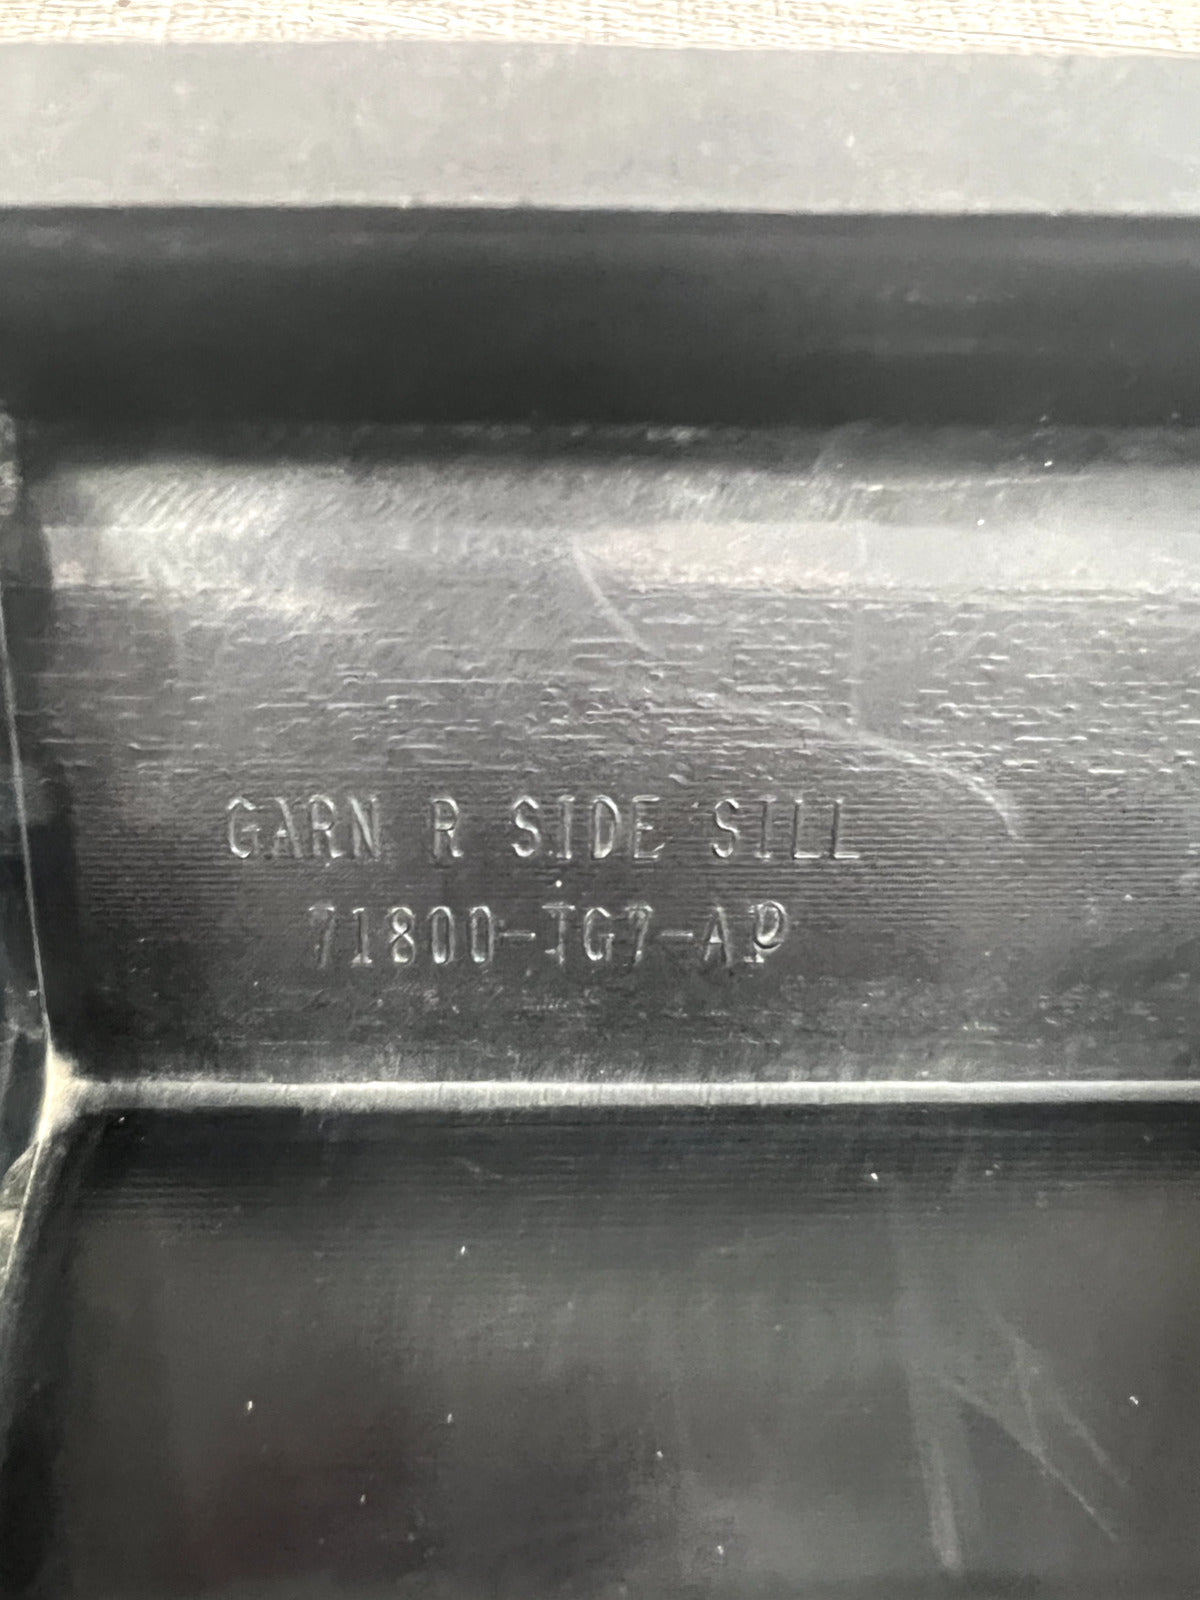 GARN R SIDE SILL
71800-TG7-A